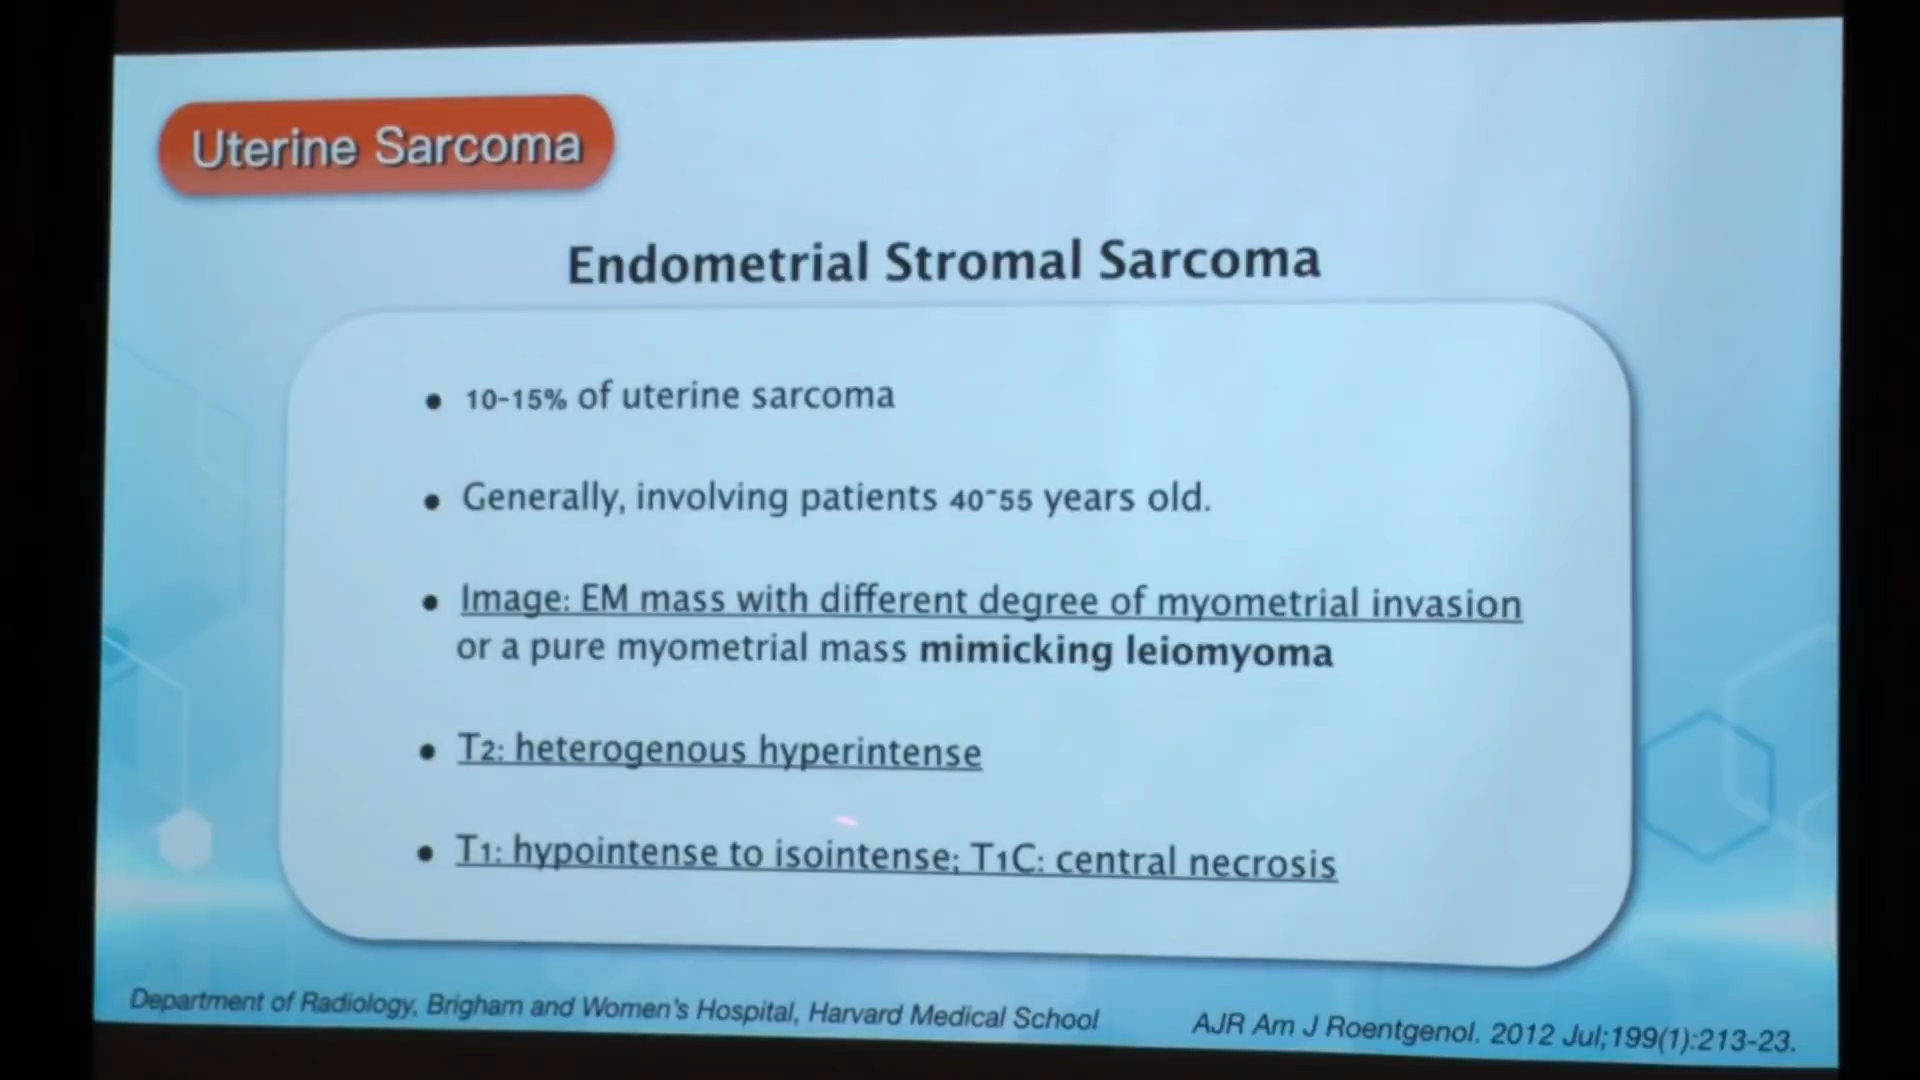 Uterine Sarcoma
Endometrial Stromal Sarcoma
• 10-15% of uterine sarcoma
• Generally, involving patients 40~55 years old.
• Image: EM mass with different degree of myometrial invasion
or a pure myometrial mass mimicking leiomyoma
• T2: heterogenous hyperintense
• T1: hypointense to isointense; T1C: central necrosis
Department of Radiology, Brigham and Women's Hospital, Harvard Medical School
AJR Am J Roentgenol. 2012 Jul;199(1):213-23.